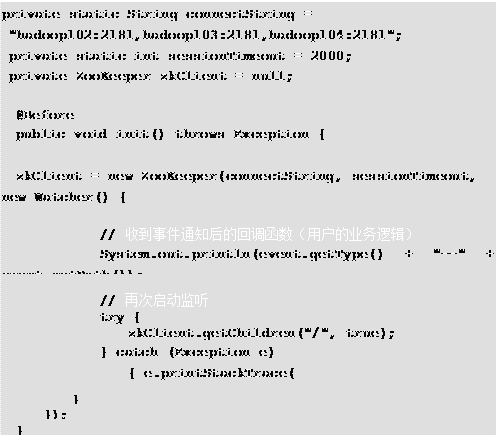 private static String connectString =
"hadoop102:2181,hadoop103:2181,hadoop104:2181";
private static int sessionTimeout = 2000;
private ZooKeeper zkClient = null;
@Before
public void init() throws Exception {
zkClient = new ZooKeeper(connectString, sessionTimeout,
new Watcher() {
// 收到事件通知后的回调函数（用户的业务逻辑）
System.out.println(event.getType() + "--" +
// 再次启动监听
try {
zkClient.getChildren("/", true);
} catch (Exception e)
{ e.printStackTrace(
}
});
}